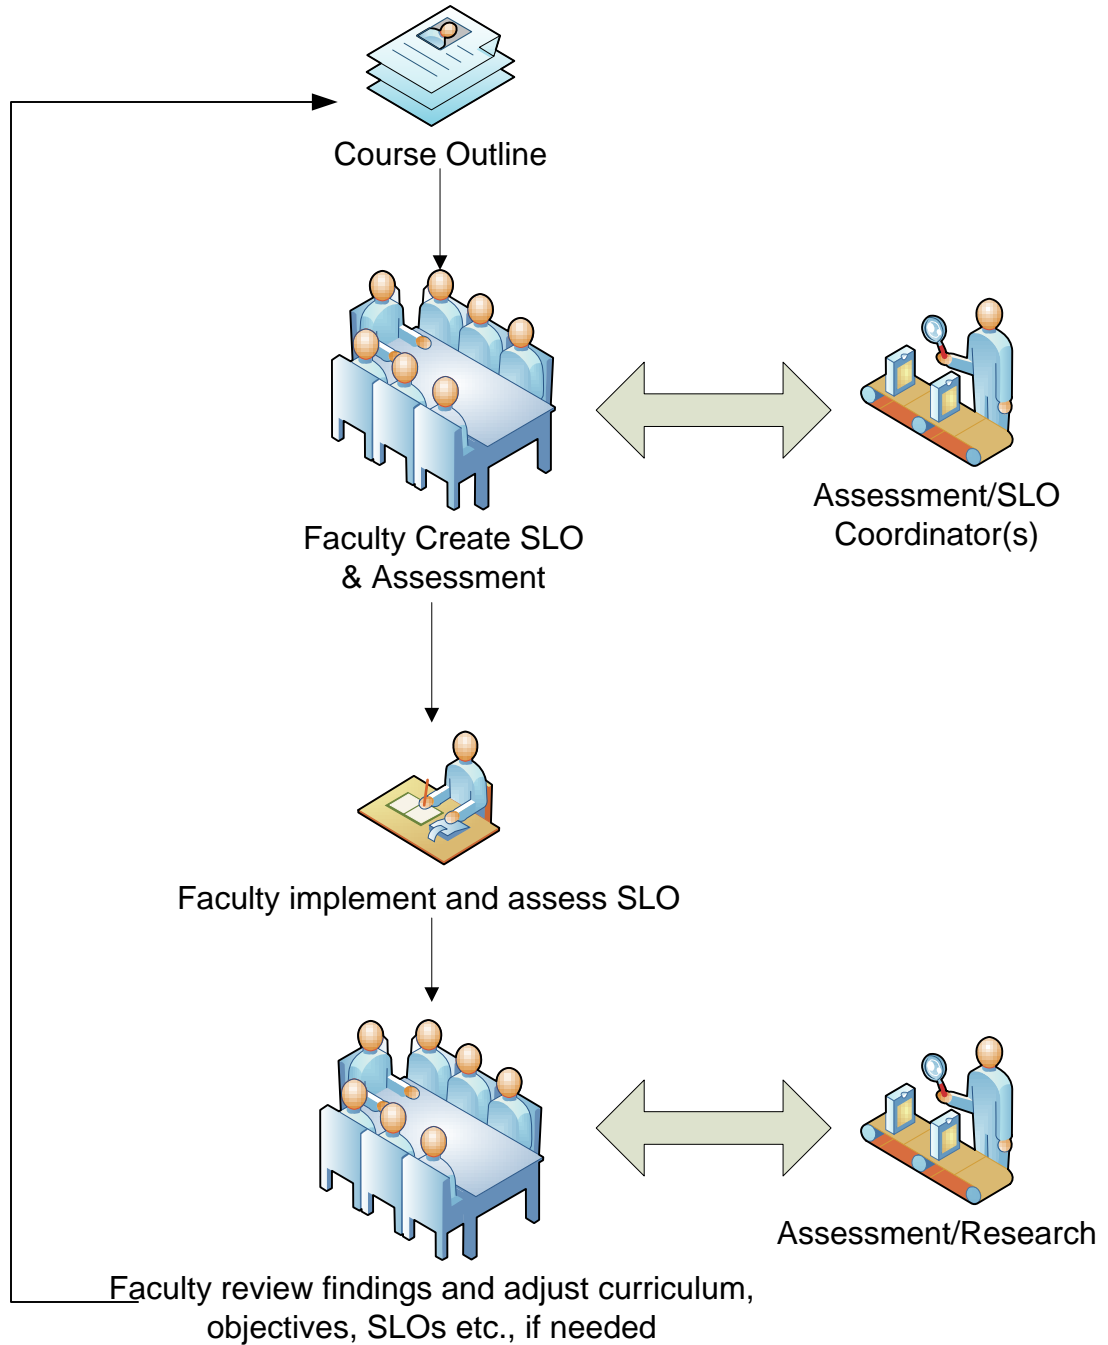 Course Outline
Faculty Create SLO
& Assessment
Assessment/SLO
Coordinator(s)
Faculty implement and assess SLO
Assessment/Research
Faculty review findings and adjust curriculum,
objectives, SLOs etc., if needed